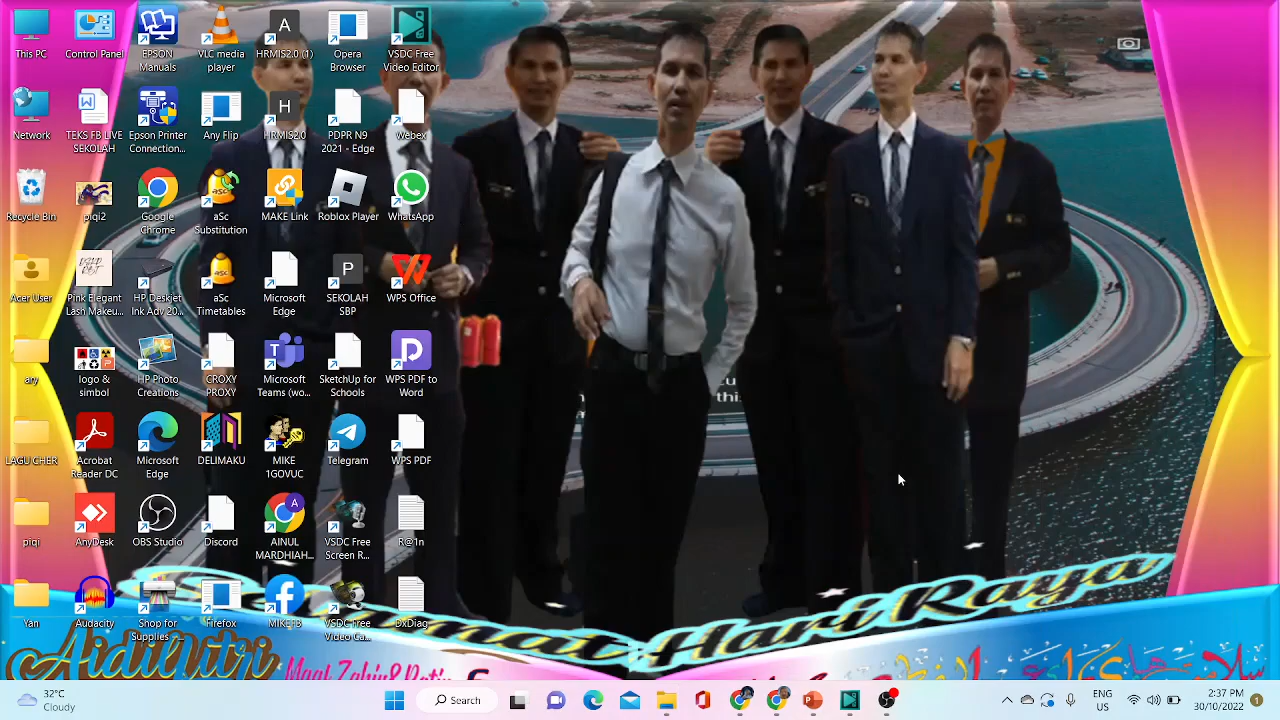 This PC
Control Panel
EPSON
Manuals
VLC media
player
HRMIS2.0 (1)
Opera
Browser
VSDC Free
Video Editor
Network
TEKS FB LIVE
SEKOLAH
Epson Printer
Connection...
Any Flip
HRMIS2.0
PDPR N9
2021 - Edge
webex
Recycle Bin
piqi2
Google
Chrome
aSc
Substitution
MAKE Link
Roblox Player
WhatsApp
Acer User
Pink Elegant
Lash Makeu...
HP Deskjet
Ink Adv 20...
aSc
Timetables
Microsoft
Edge
SEKOLAH
SBP
WPS Office
ary
logo &
simbol
HP Photo
Creations
CROXY
PROXY
Microsoft
Teams (wo...
SketchUp for
Schools
WPS PDF to
Word
LAGU CHER
Acrobat
Reader DC
Microsoft
Edge
DELIMAKU
MIKE
1GOVUC
Telegram
WPS PDF
piqi
AnyDesk
OBS Studio
Discord
AINUL
MARDHIAH...
VSDC Free
Screen R...
R@1n
Yan
Audacity
Shop for
Supplies -...
Firefox
MIKEFB
VSDC Free
Video Ca...
DXDiag
Hari Raya
Aidilfitri
Maaf Zahir &
32°C
Cloudy
Search
ENG
US
2:37 PM
30/10/2022
1